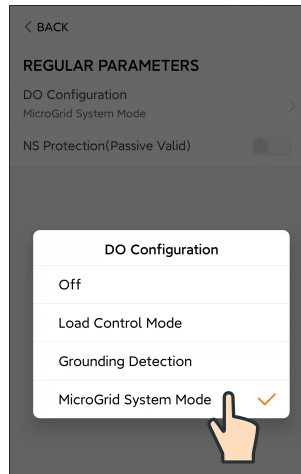 BACK
REGULAR PARAMETERS
DO Configuration
MicroGrid System Mode
NS Protection(Passive Valid)
DO Configuration
Off
Load Control Mode
Grounding Detection
MicroGrid System Mode